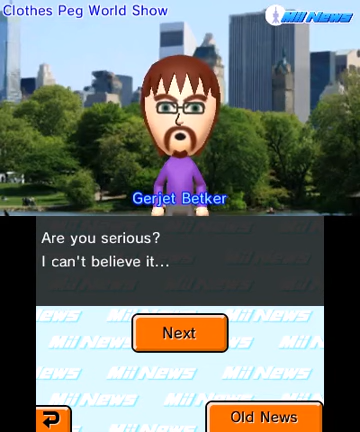 Clothes Peg World Show
Mii News
Gerjet Betker
Are you serious?
I can't believe it...
Next
Old News